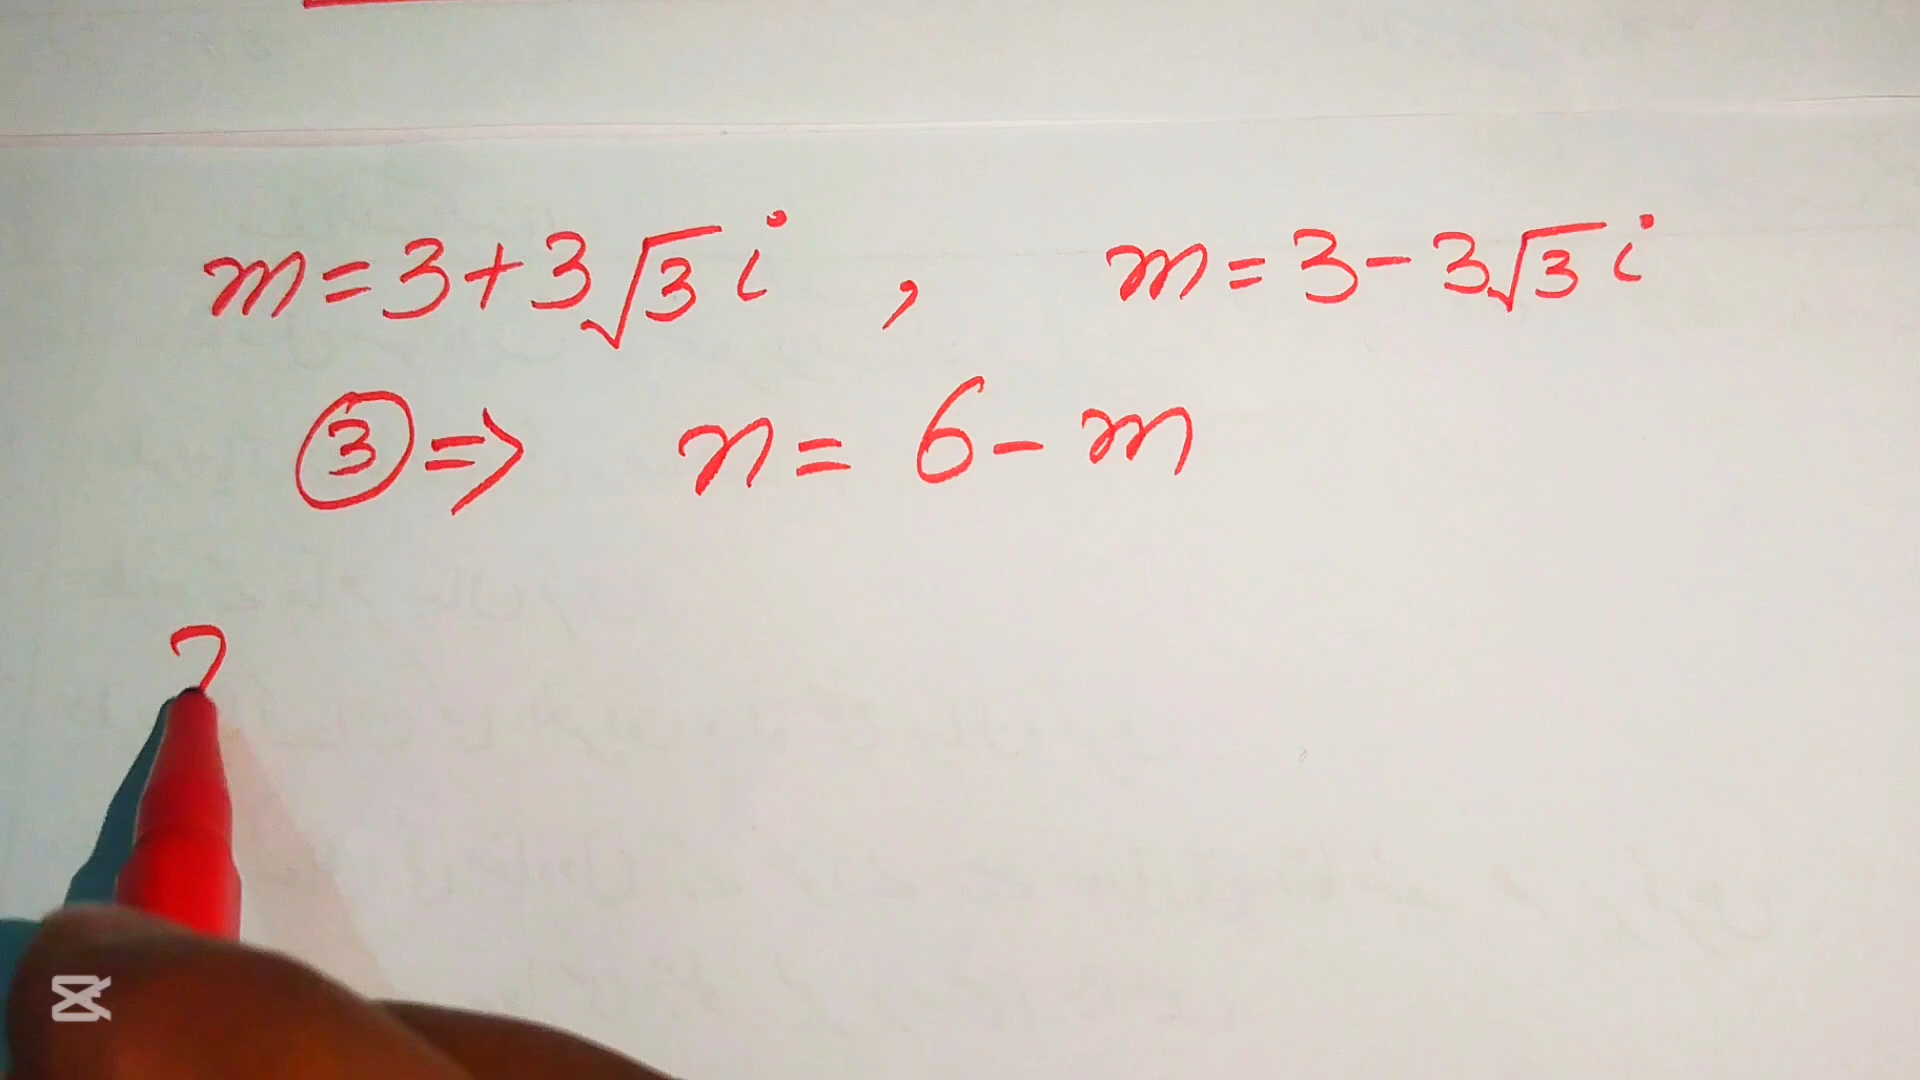 m = 3 + 3√3 i , m = 3 - 3√3 i
③ => n = 6 - m